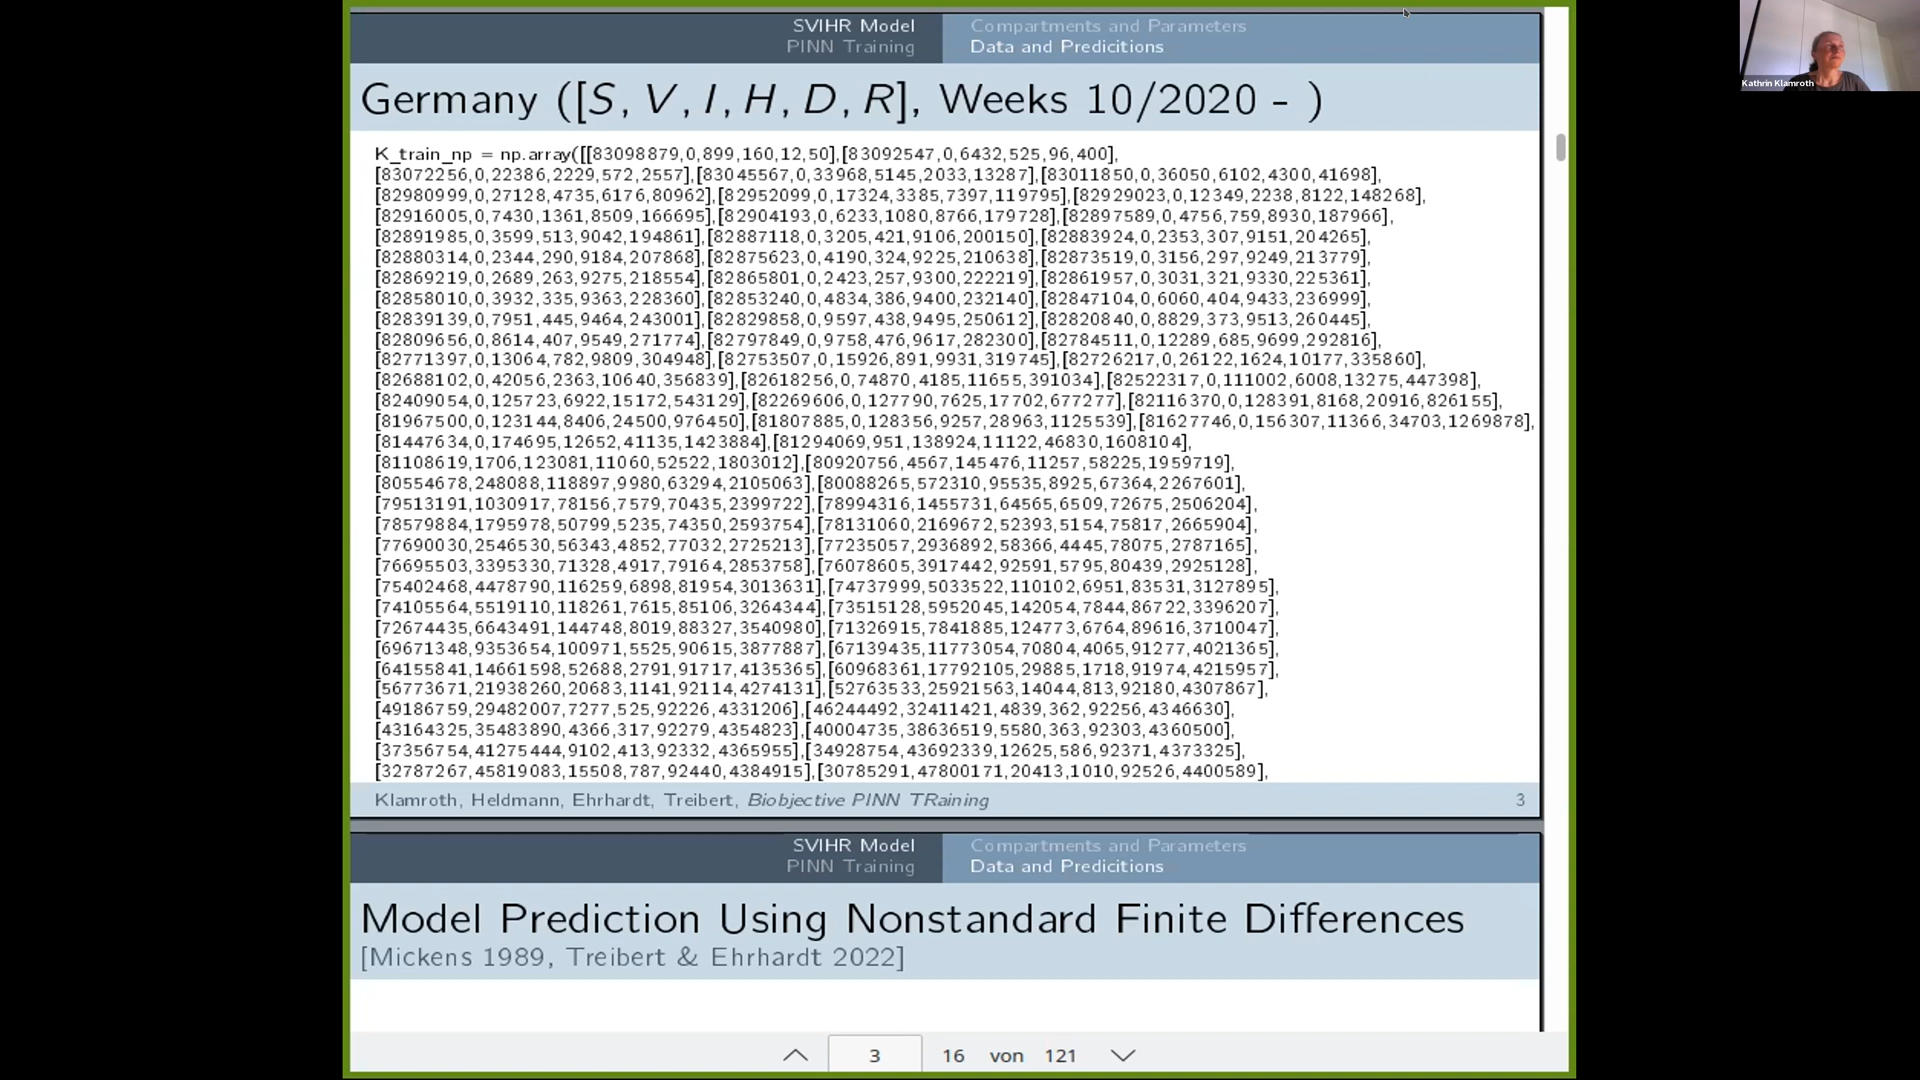 SVIHR Model
Compartments and Parameters
PINN Training
Data and Predicitions
Germany ([S, V, I, H, D, R], Weeks 10/2020 - )
K_train_np = np.array([[83098879,0,899,160,12,50],[83092547,0,6432,525,96,400],
[83072256,0,22386,2229,572,2557],[83045567,0,33968,5145,2033,13287],[83011850,0,36050,6102,4300,41698],
[82980999,0,27128,4735,6176,80962],[82952099,0,17324,3385,7397,119795],[82929023,0,12349,2238,8122,148268],
[82916005,0,7430,1361,8509,166695],[82904193,0,6233,1080,8766,179728],[82897589,0,4756,759,8930,187966],
[82891985,0,3599,513,9042,194861],[82887118,0,3205,421,9106,200150],[82883924,0,2353,307,9151,204265],
[82880314,0,2344,290,9184,207868],[82875623,0,4190,324,9225,210638],[82873519,0,3156,297,9249,213779],
[82869219,0,2689,263,9275,218554],[82865801,0,2423,257,9300,222219],[82861957,0,3031,321,9330,225361],
[82858010,0,3932,335,9363,228360],[82853240,0,4834,386,9400,232140],[82847104,0,6060,404,9433,236999],
[82839139,0,7951,445,9464,243001],[82829858,0,9597,438,9495,250612],[82820840,0,8829,373,9513,260445],
[82809656,0,8614,407,9549,271774],[82797849,0,9758,476,9617,282300],[82784511,0,12289,685,9699,292816],
[82771397,0,13064,782,9809,304948],[82753507,0,15926,891,9931,319745],[82726217,0,26122,1624,10177,335860],
[82688102,0,42056,2363,10640,356839],[82618256,0,74870,4185,11655,391034],[82522317,0,111002,6008,13275,447398],
[82409054,0,125723,6922,15172,543129],[82269606,0,127790,7625,17702,677277],[82116370,0,128391,8168,20916,826155],
[81967500,0,123144,8406,24500,976450],[81807885,0,128356,9257,28963,1125539],[81627746,0,156307,11366,34703,1269878],
[81447634,0,174695,12652,41135,1423884],[81294069,951,138924,11122,46830,1608104],
[81108619,1706,123081,11060,52522,1803012],[80920756,4567,145476,11257,58225,1959719],
[80554678,248088,118897,9980,63294,2105063],[80088265,572310,95535,8925,67364,2267601],
[79513191,1030917,78156,7579,70435,2399722],[78994316,1455731,64565,6509,72675,2506204],
[78579884,1795978,50799,5235,74350,2593754],[78131060,2169672,52393,5154,75817,2665904],
[77690030,2546530,56343,4852,77032,2725213],[77235057,2936892,58366,4445,78075,2787165],
[76695503,3395330,71328,4917,79164,2853758],[76078605,3917442,92591,5795,80439,2925128],
[75402468,4478790,116259,6898,81954,3013631],[74737999,5033522,110102,6951,83531,3127895],
[74105564,5519110,118261,7615,85106,3264344],[73515128,5952045,142054,7844,86722,3396207],
[72674435,6643491,144748,8019,88327,3540980],[71326915,7841885,124773,6764,89616,3710047],
[69671348,9353654,100971,5525,90615,3877887],[67139435,11773054,70804,4065,91277,4021365],
[64155841,14661598,52688,2791,91717,4135365],[60968361,17792105,29885,1718,91974,4215957],
[56773671,21938260,20683,1141,92114,4274131],[52763533,25921563,14044,813,92180,4307867],
[49186759,29482007,7277,525,92226,4331206],[46244492,32411421,4839,362,92256,4346630],
[43164325,35483890,4366,317,92279,4354823],[40004735,38636519,5580,363,92303,4360500],
[37356754,41275444,9102,413,92332,4365955],[34928754,43692339,12625,586,92371,4373325],
[32787267,45819083,15508,787,92440,4384915],[30785291,47800171,20413,1010,92526,4400589],
Klamroth, Heldmann, Ehrhardt, Treibert, Biobjective PINN TRaining
3
SVIHR Model
Compartments and Parameters
PINN Training
Data and Predicitions
Model Prediction Using Nonstandard Finite Differences
[Mickens 1989, Treibert & Ehrhardt 2022]
3 16 von 121
Kathrin Klamroth